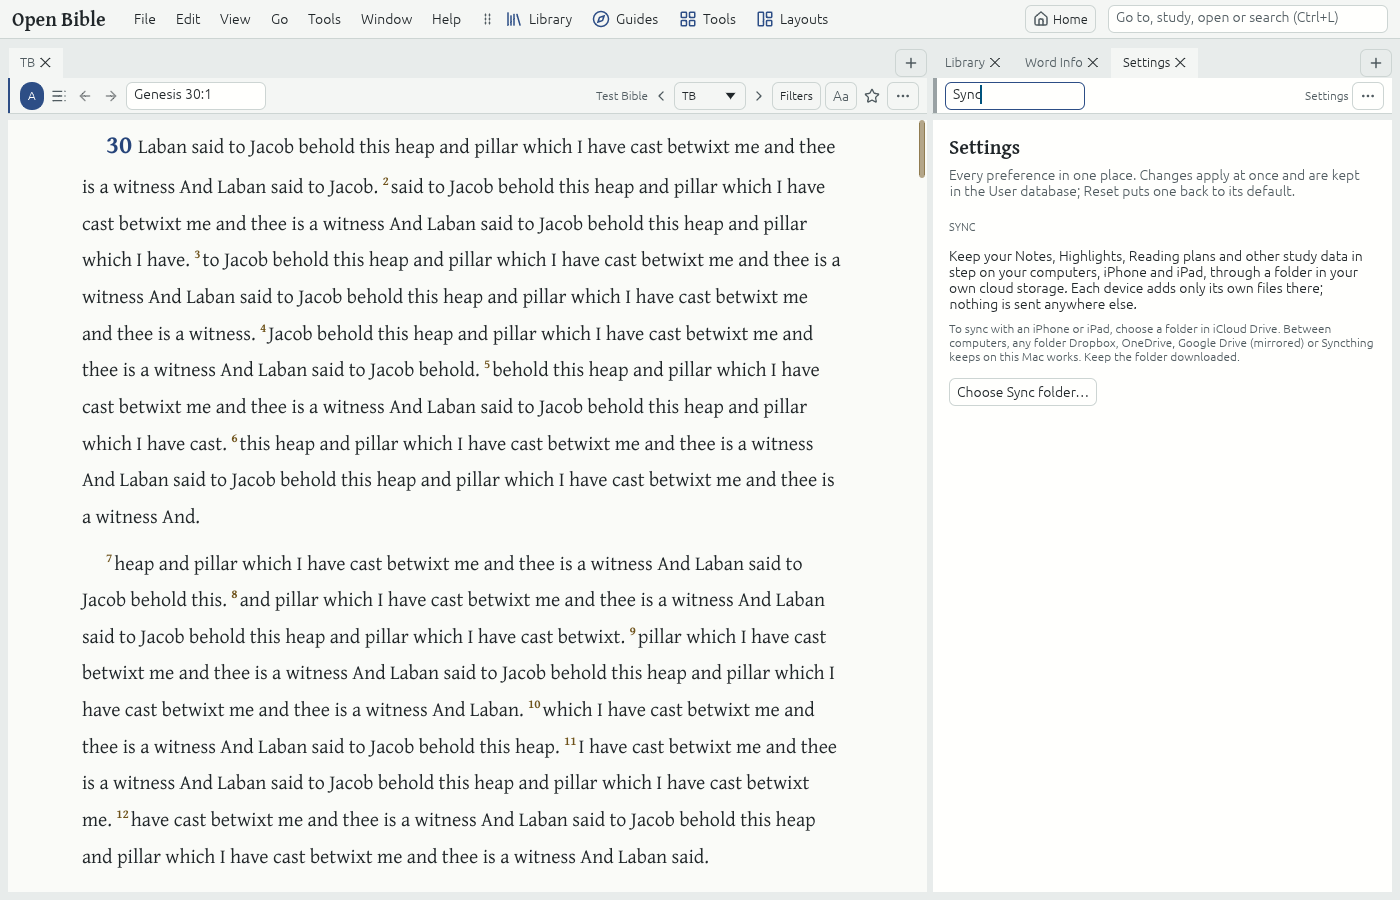 Open Bible File Edit View Go Tools Window Help Library Guides Tools Layouts Home Go to, study, open or search (Ctrl+L)
TB
A Genesis 30:1 Test Bible TB Filters Aa
30 Laban said to Jacob behold this heap and pillar which I have cast betwixt me and thee
is a witness And Laban said to Jacob. 2 said to Jacob behold this heap and pillar which I have
cast betwixt me and thee is a witness And Laban said to Jacob behold this heap and pillar
which I have. 3 to Jacob behold this heap and pillar which I have cast betwixt me and thee is a
witness And Laban said to Jacob behold this heap and pillar which I have cast betwixt me
and thee is a witness. 4 Jacob behold this heap and pillar which I have cast betwixt me and
thee is a witness And Laban said to Jacob behold. 5 behold this heap and pillar which I have
cast betwixt me and thee is a witness And Laban said to Jacob behold this heap and pillar
which I have cast. 6 this heap and pillar which I have cast betwixt me and thee is a witness
And Laban said to Jacob behold this heap and pillar which I have cast betwixt me and thee is
a witness And.
7 heap and pillar which I have cast betwixt me and thee is a witness And Laban said to
Jacob behold this. 8 and pillar which I have cast betwixt me and thee is a witness And Laban
said to Jacob behold this heap and pillar which I have cast betwixt. 9 pillar which I have cast
betwixt me and thee is a witness And Laban said to Jacob behold this heap and pillar which I
have cast betwixt me and thee is a witness And Laban. 10 which I have cast betwixt me and
thee is a witness And Laban said to Jacob behold this heap. 11 I have cast betwixt me and thee
is a witness And Laban said to Jacob behold this heap and pillar which I have cast betwixt
me. 12 have cast betwixt me and thee is a witness And Laban said to Jacob behold this heap
and pillar which I have cast betwixt me and thee is a witness And Laban said.
Library Word Info Settings
Sync Settings
Settings
Every preference in one place. Changes apply at once and are kept
in the User database; Reset puts one back to its default.
SYNC
Keep your Notes, Highlights, Reading plans and other study data in
step on your computers, iPhone and iPad, through a folder in your
own cloud storage. Each device adds only its own files there;
nothing is sent anywhere else.
To sync with an iPhone or iPad, choose a folder in iCloud Drive. Between
computers, any folder Dropbox, OneDrive, Google Drive (mirrored) or Syncthing
keeps on this Mac works. Keep the folder downloaded.
Choose Sync folder…